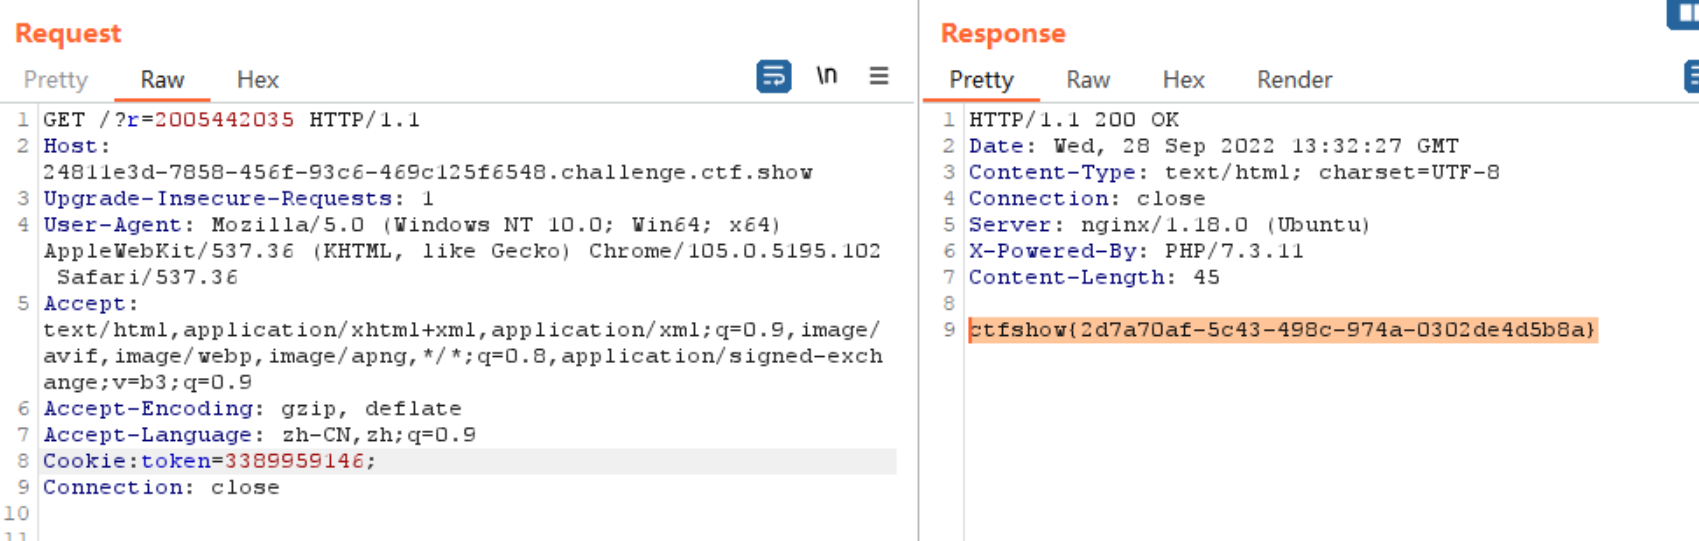 Request
Pretty Raw Hex \n
1 GET /?r=2005442035 HTTP/1.1
2 Host:
24811e3d-7858-456f-93c6-469c125f6548.challenge.ctf.show
3 Upgrade-Insecure-Requests: 1
4 User-Agent: Mozilla/5.0 (Windows NT 10.0; Win64; x64)
AppleWebKit/537.36 (KHTML, like Gecko) Chrome/105.0.5195.102
Safari/537.36
5 Accept:
text/html,application/xhtml+xml,application/xml;q=0.9,image/
avif,image/webp,image/apng,*/*;q=0.8,application/signed-exch
ange;v=b3;q=0.9
6 Accept-Encoding: gzip, deflate
7 Accept-Language: zh-CN,zh;q=0.9
8 Cookie:token=3389959146;
9 Connection: close
10
11
Response
Pretty Raw Hex Render
1 HTTP/1.1 200 OK
2 Date: Wed, 28 Sep 2022 13:32:27 GMT
3 Content-Type: text/html; charset=UTF-8
4 Connection: close
5 Server: nginx/1.18.0 (Ubuntu)
6 X-Powered-By: PHP/7.3.11
7 Content-Length: 45
8
9 ctfshow{2d7a70af-5c43-498c-974a-0302de4d5b8a}